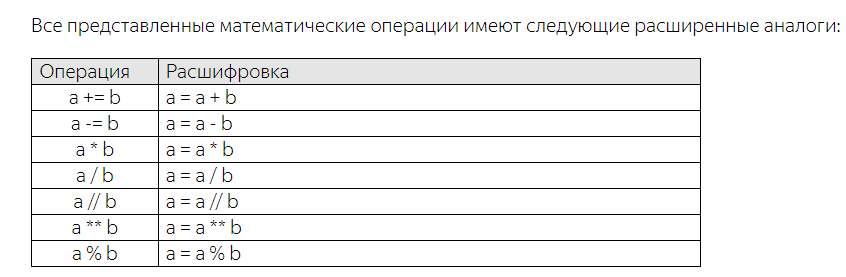 Все представленные математические операции имеют следующие расширенные аналоги:
Операция Расшифровка
a += b a = a + b
a -= b a = a - b
a * b a = a * b
a / b a = a / b
a // b a = a // b
a ** b a = a ** b
a % b a = a % b